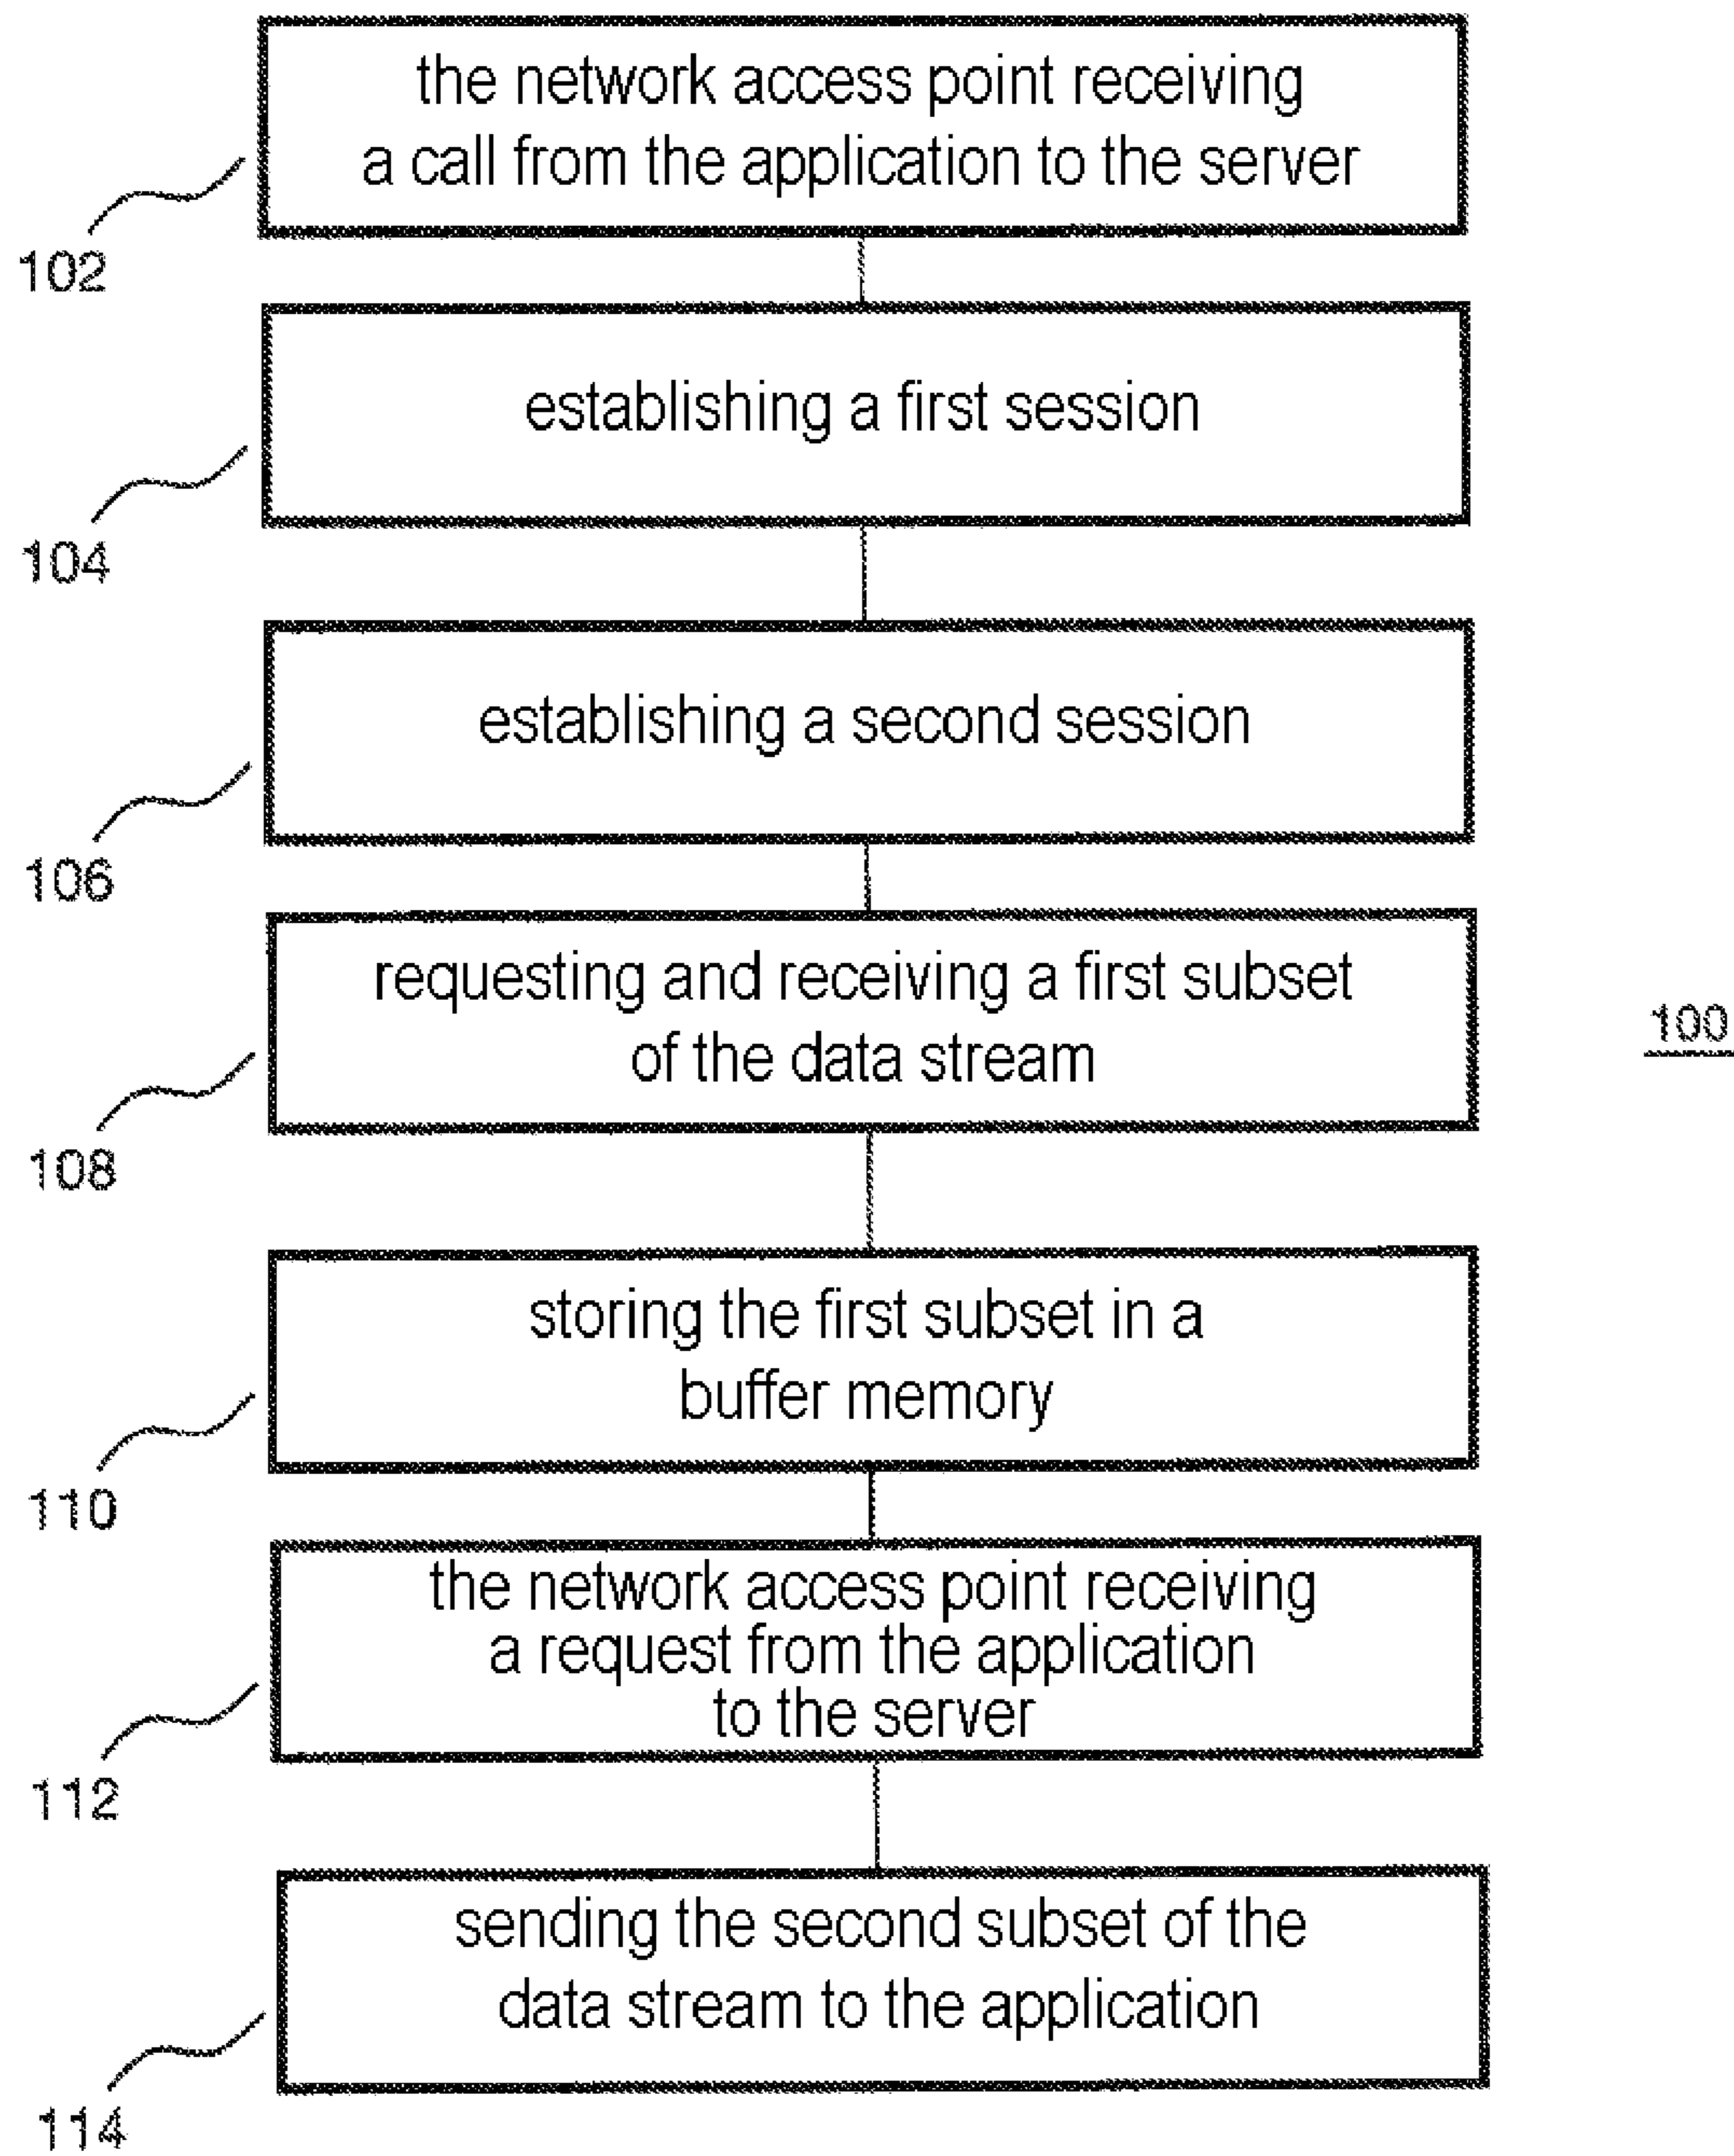 the network access point receiving
a call from the application to the server
102
establishing a first session
104
establishing a second session
106
requesting and receiving a first subset
of the data stream
100
108
storing the first subset in a
buffer memory
110
the network access point receiving
a request from the application
to the server
112
sending the second subset of the
data stream to the application
114